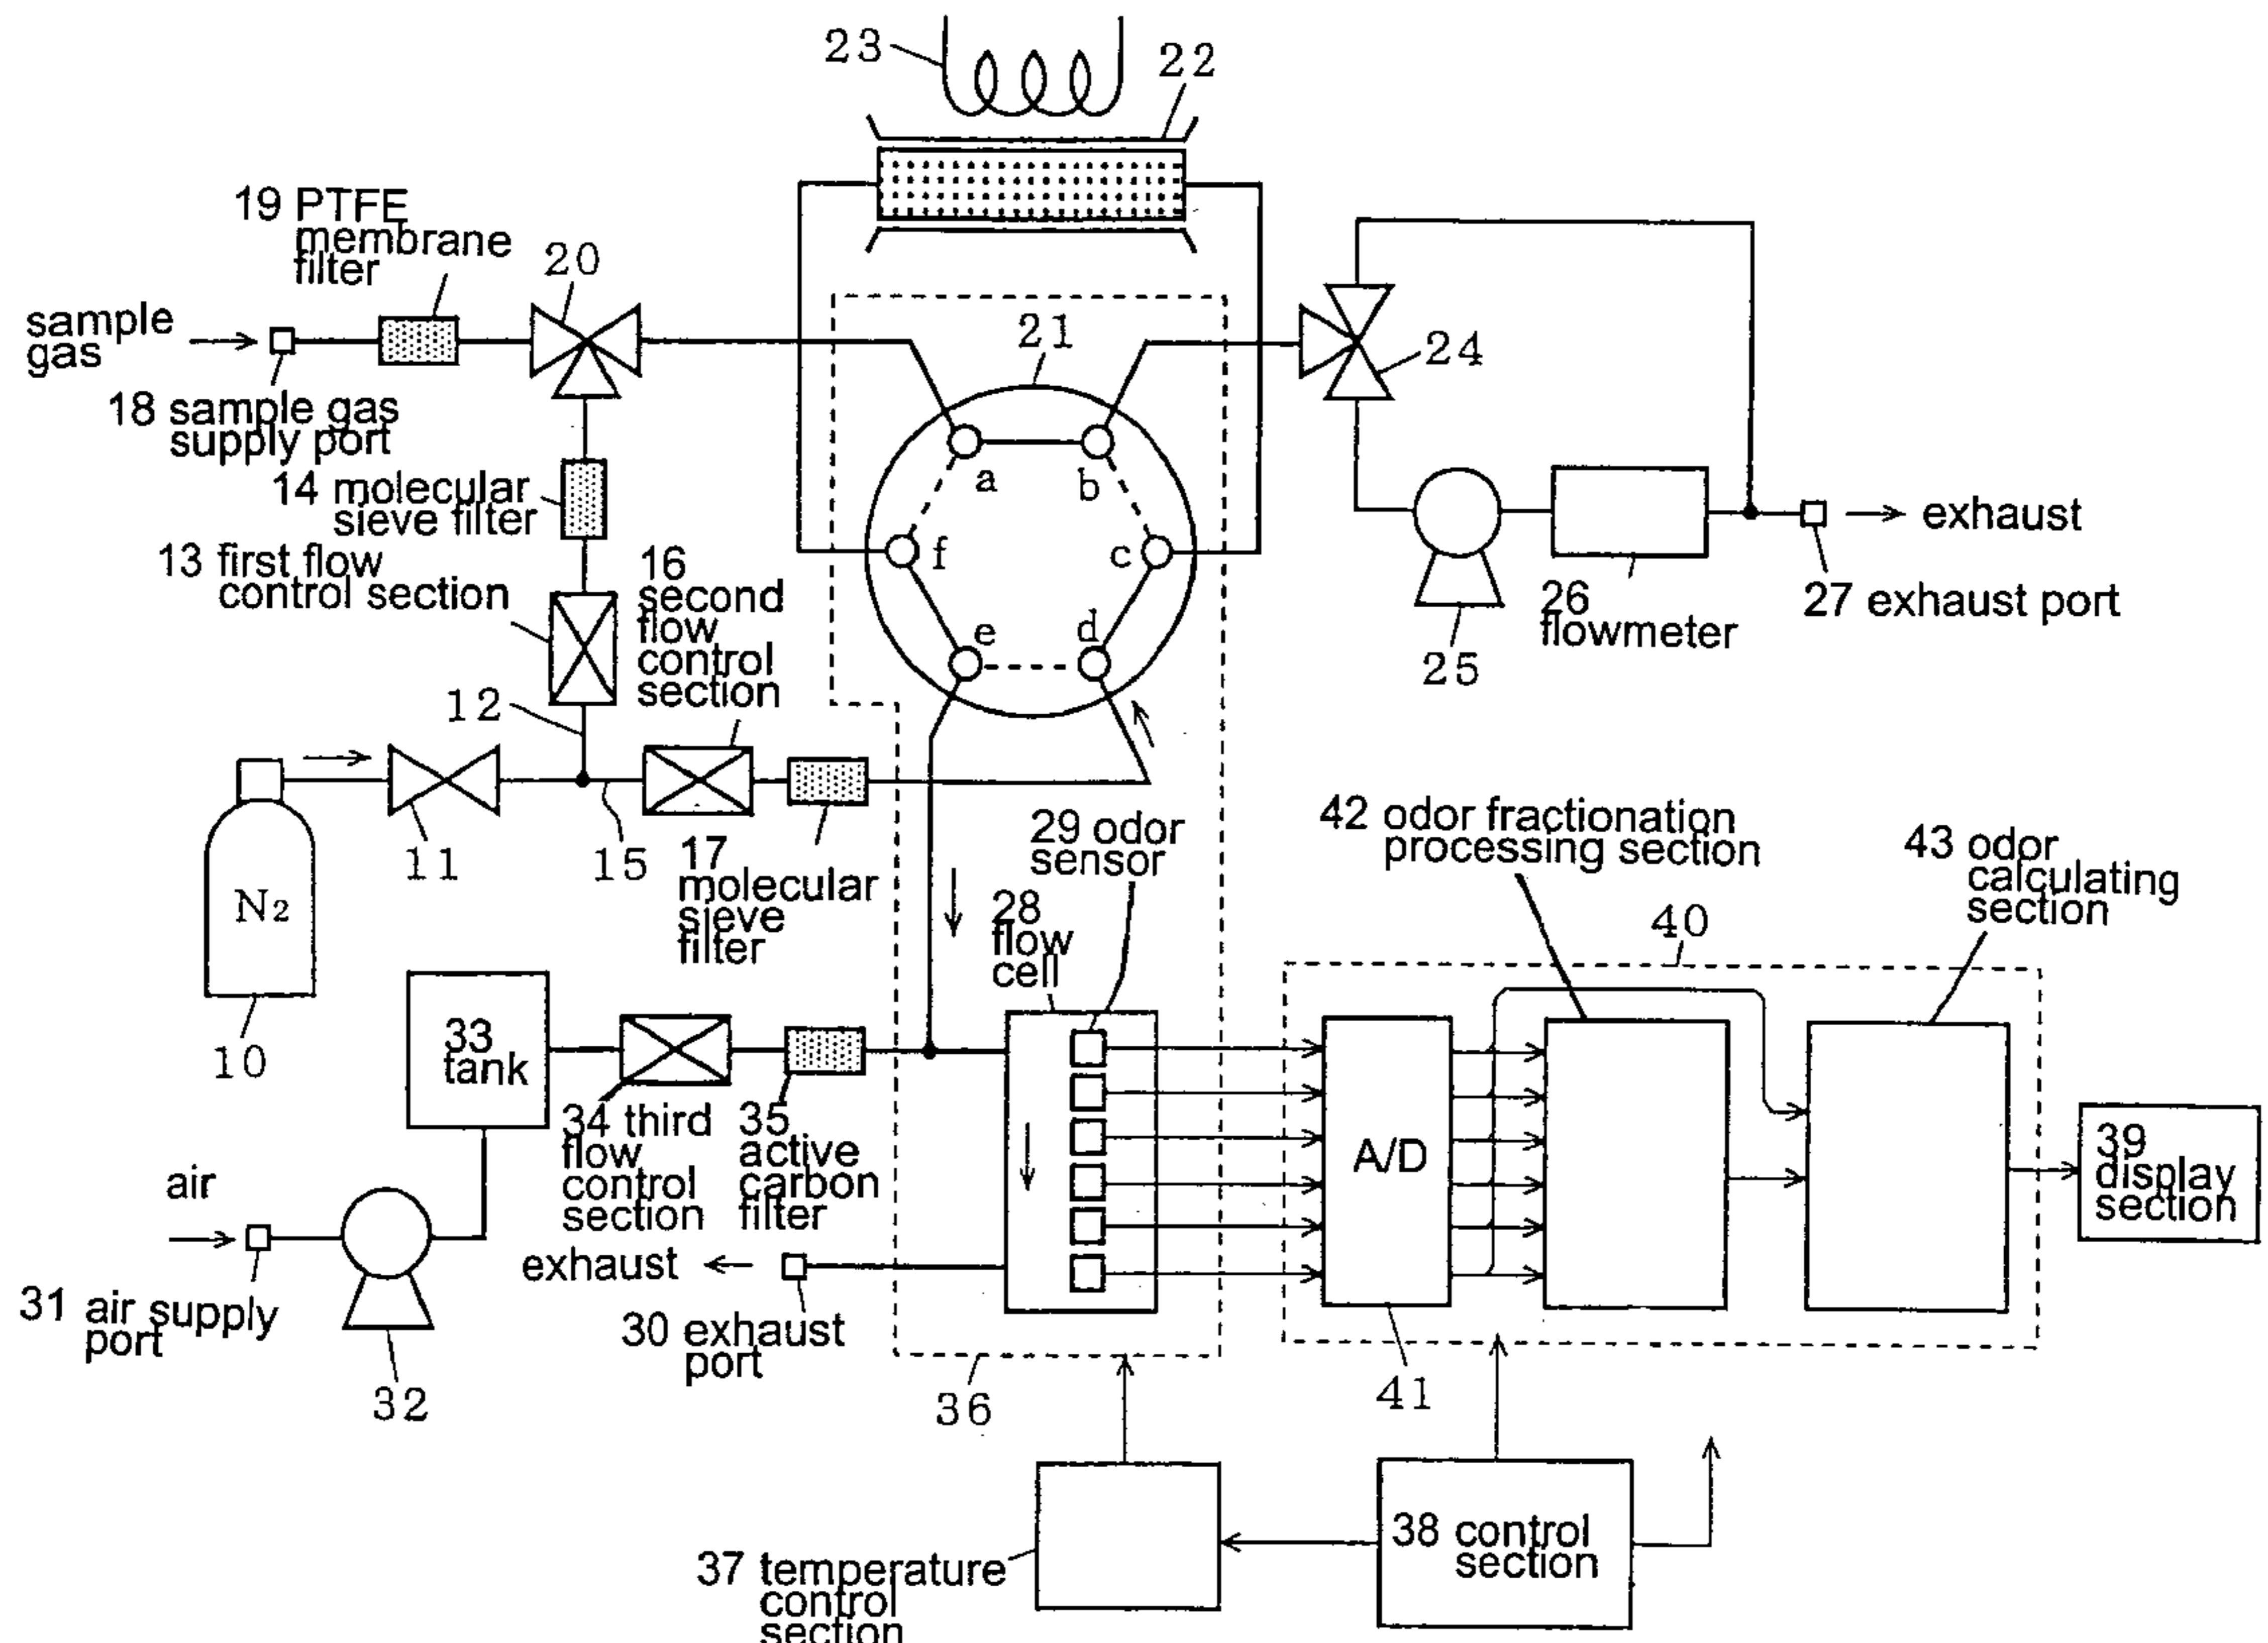 23
22
19 PTFE
membrane
filter
20
sample
gas
18 sample gas
supply port
21
24
a
b
14 molecular
sieve filter
exhaust
13 first flow
control section
16
second
flow
control
section
f
c
e
d
25
26
flowmeter
27 exhaust port
12
11
15
17
molecular
sieve
filter
N2
10
29 odor
sensor
28
flow
cell
42 odor fractionation
processing section
43 odor
calculating
section
40
33
tank
34 third
flow
control
section
35
active
carbon
filter
A/D
39
display
section
air
31 air supply
port
32
exhaust
30 exhaust
port
36
41
37 temperature
control
section
38 control
section